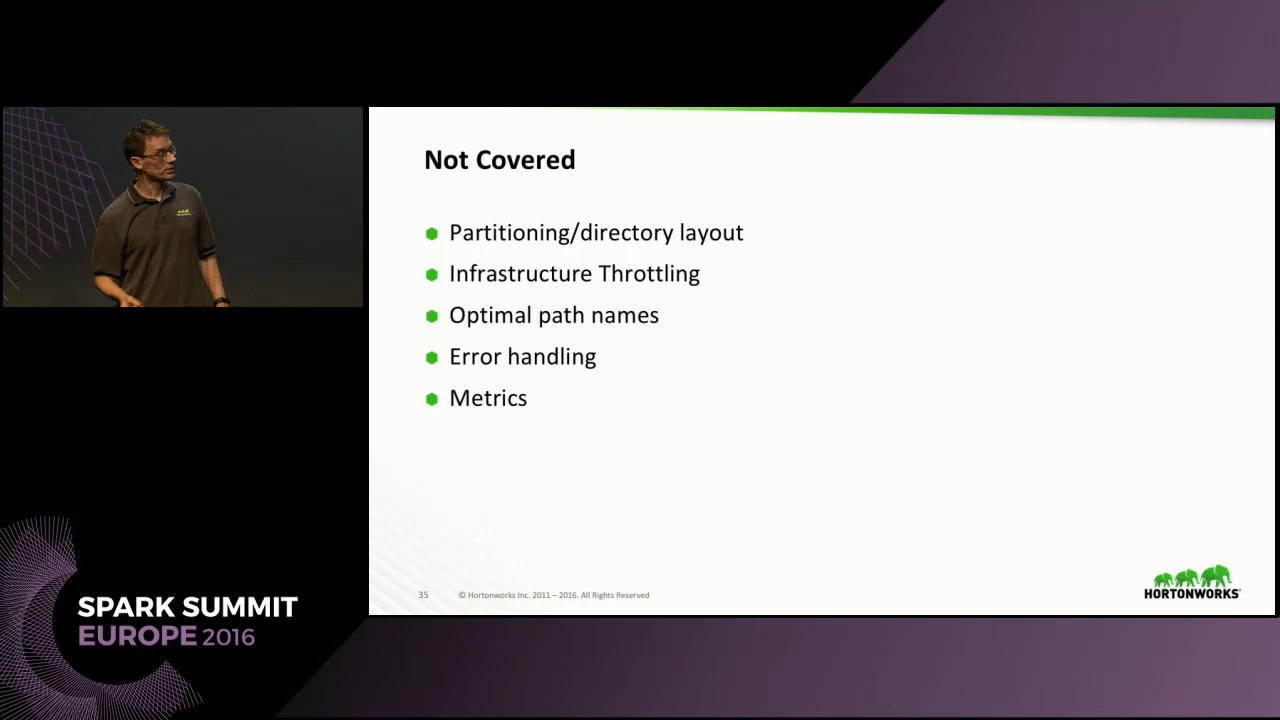 Not Covered
Partitioning/directory layout
Infrastructure Throttling
Optimal path names
Error handling
Metrics
35 © Hortonworks Inc. 2011 – 2016. All Rights Reserved
HORTONWORKS
SPARK SUMMIT
EUROPE 2016